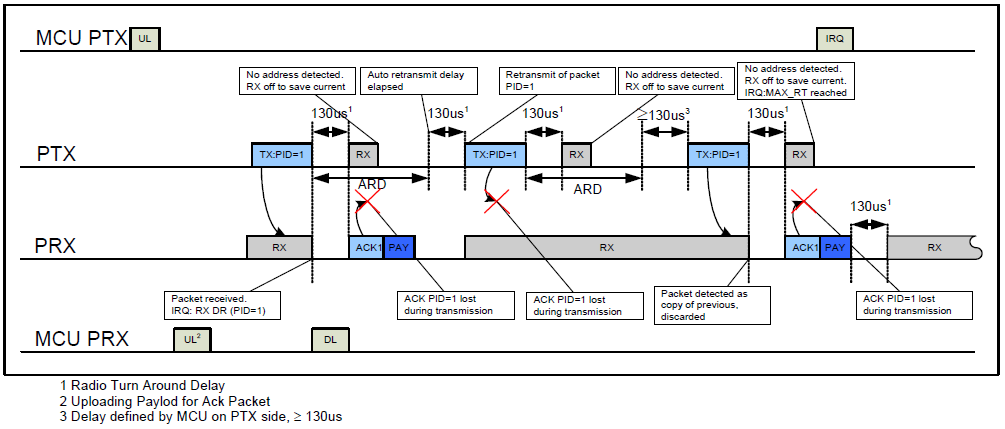 MCU PTX
UL
IRQ
No address detected.
RX off to save current
Auto retransmit delay
elapsed
Retransmit of packet
PID=1
No address detected.
RX off to save current
No address detected.
RX off to save current.
IRQ:MAX_RT reached
130us1
130us1
130us1
≥130us3
130us1
PTX
TX:PID=1
RX
TX:PID=1
RX
TX:PID=1
RX
ARD
ARD
130us1
PRX
RX
ACK1
PAY
RX
ACK1
PAY
RX
Packet received.
IRQ: RX DR (PID=1)
ACK PID=1 lost
during transmission
ACK PID=1 lost
during transmission
Packet detected as
copy of previous,
discarded
ACK PID=1 lost
during transmission
MCU PRX
UL2
DL
1 Radio Turn Around Delay
2 Uploading Paylod for Ack Packet
3 Delay defined by MCU on PTX side, ≥ 130us